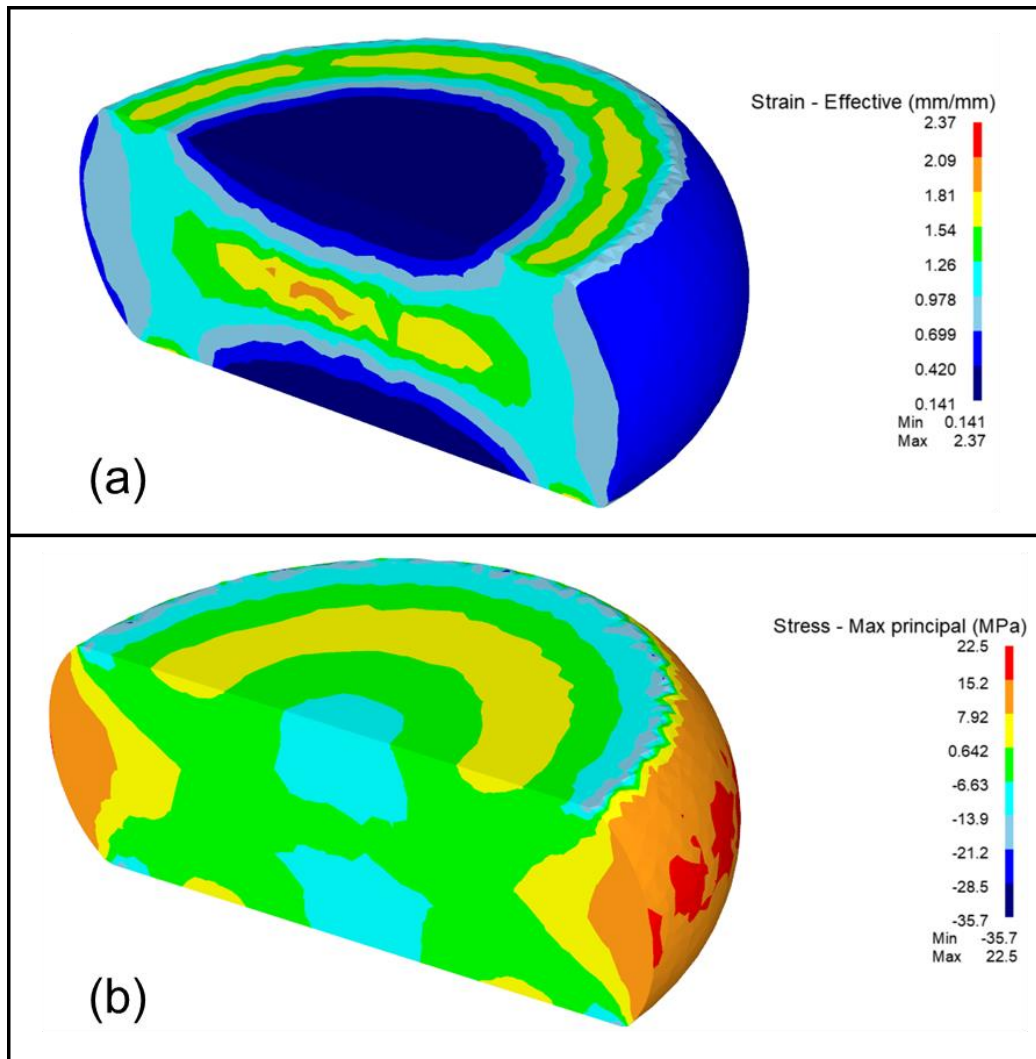 Strain - Effective (mm/mm)
2.37
2.09
1.81
1.54
1.26
0.978
0.699
0.420
0.141
Min 0.141
Max 2.37
(a)
Stress - Max principal (MPa)
22.5
15.2
7.92
0.642
-6.63
-13.9
-21.2
-28.5
-35.7
Min -35.7
Max 22.5
(b)